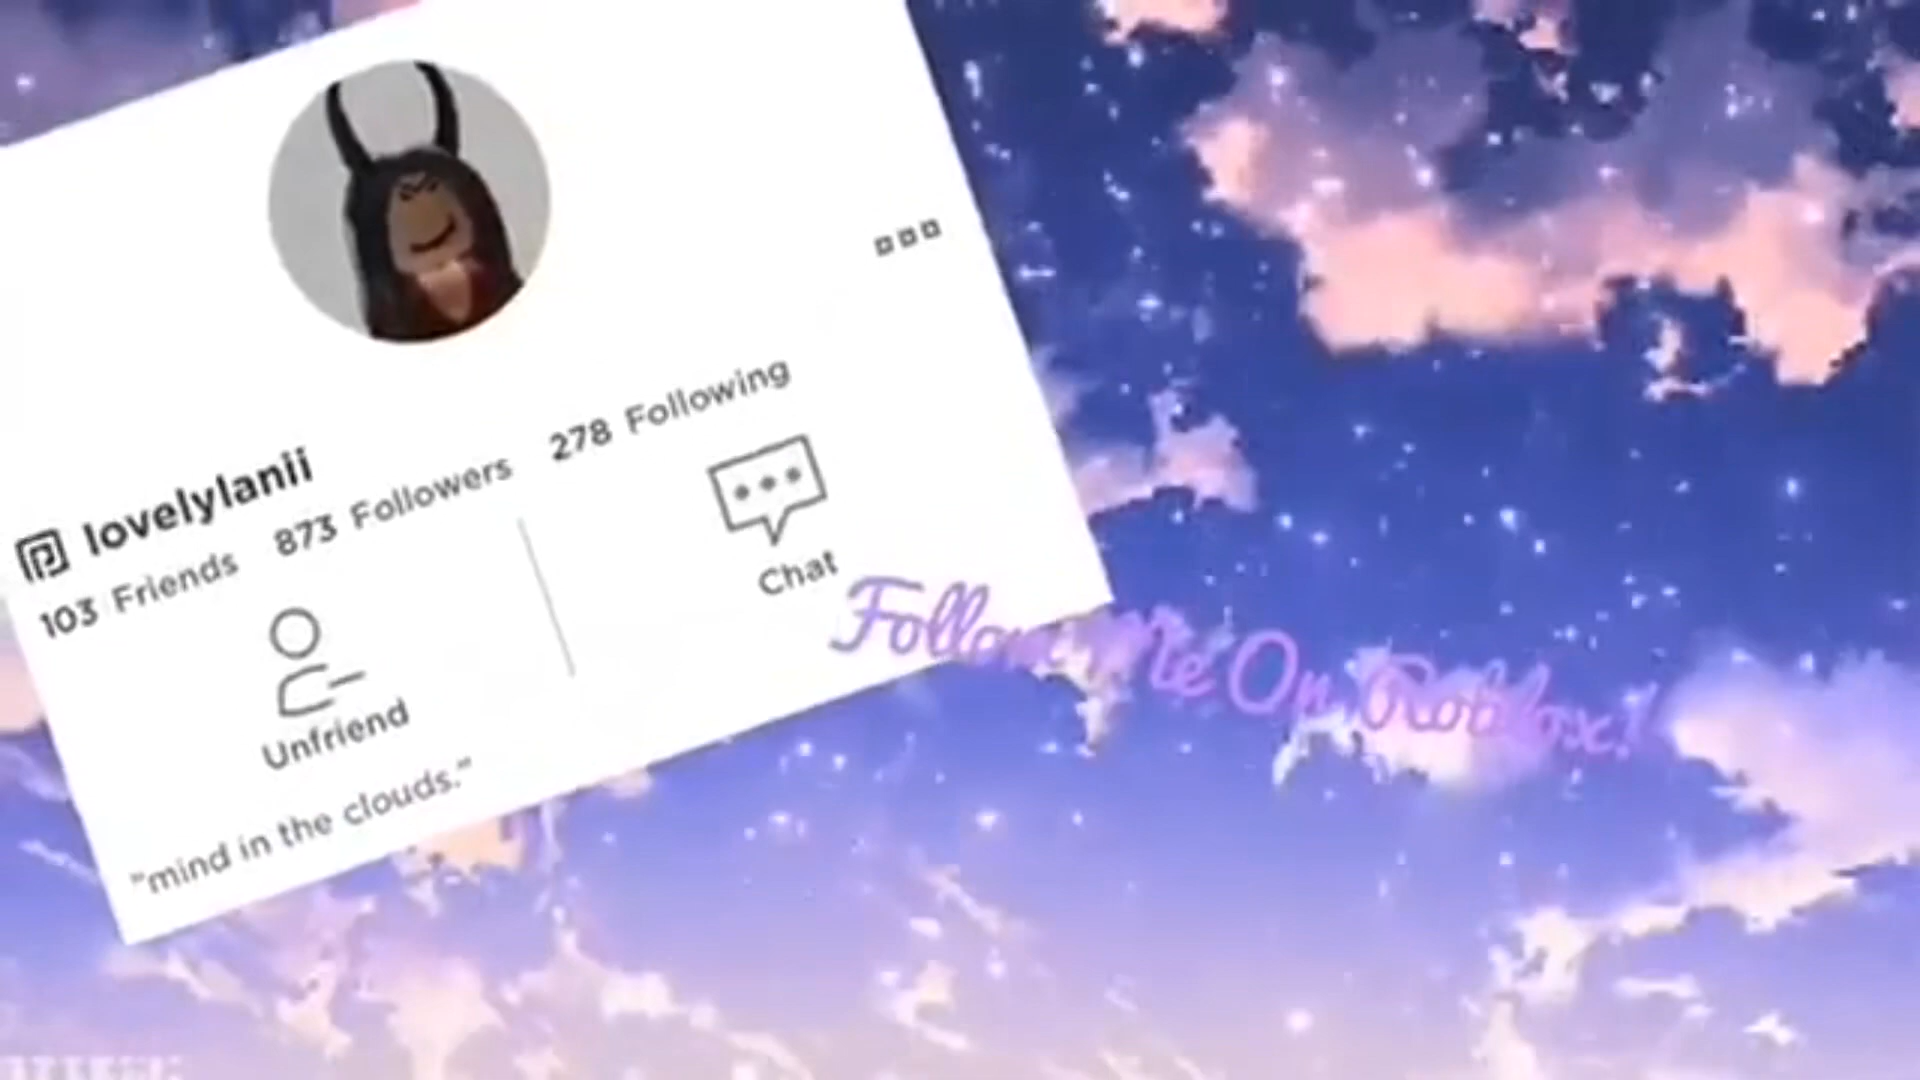 lovelylanii
103 Friends 873 Followers 278 Following
Unfriend
Chat
"mind in the clouds."
Follow Me On Roblox!